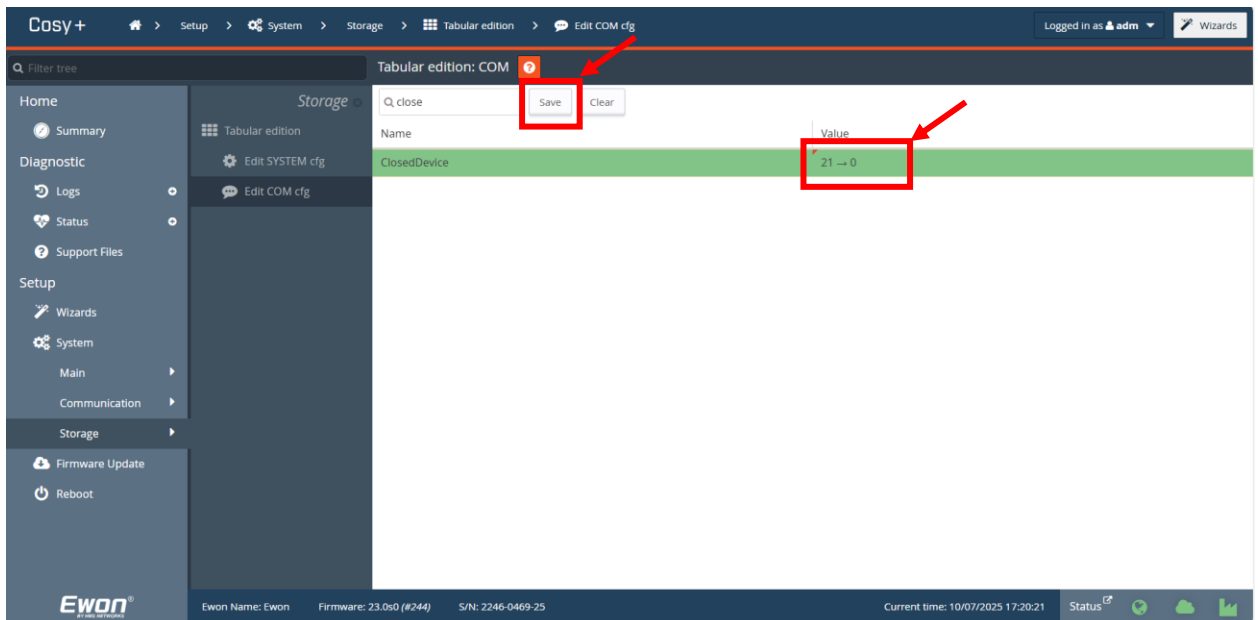 Cosy+ > Setup > System > Storage > Tabular edition > Edit COM cfg Logged in as adm Wizards
Filter tree
Tabular edition: COM ?
Home
Summary
Diagnostic
Logs
Status
Support Files
Setup
Wizards
System
Main
Communication
Storage
Firmware Update
Reboot
Ewon®
BY HMS NETWORKS
Storage
Tabular edition
Edit SYSTEM cfg
Edit COM cfg
close Save Clear
Name Value
ClosedDevice 21 → 0
Ewon Name: Ewon Firmware: 23.0s0 (#244) S/N: 2246-0469-25 Current time: 10/07/2025 17:20:21 Status